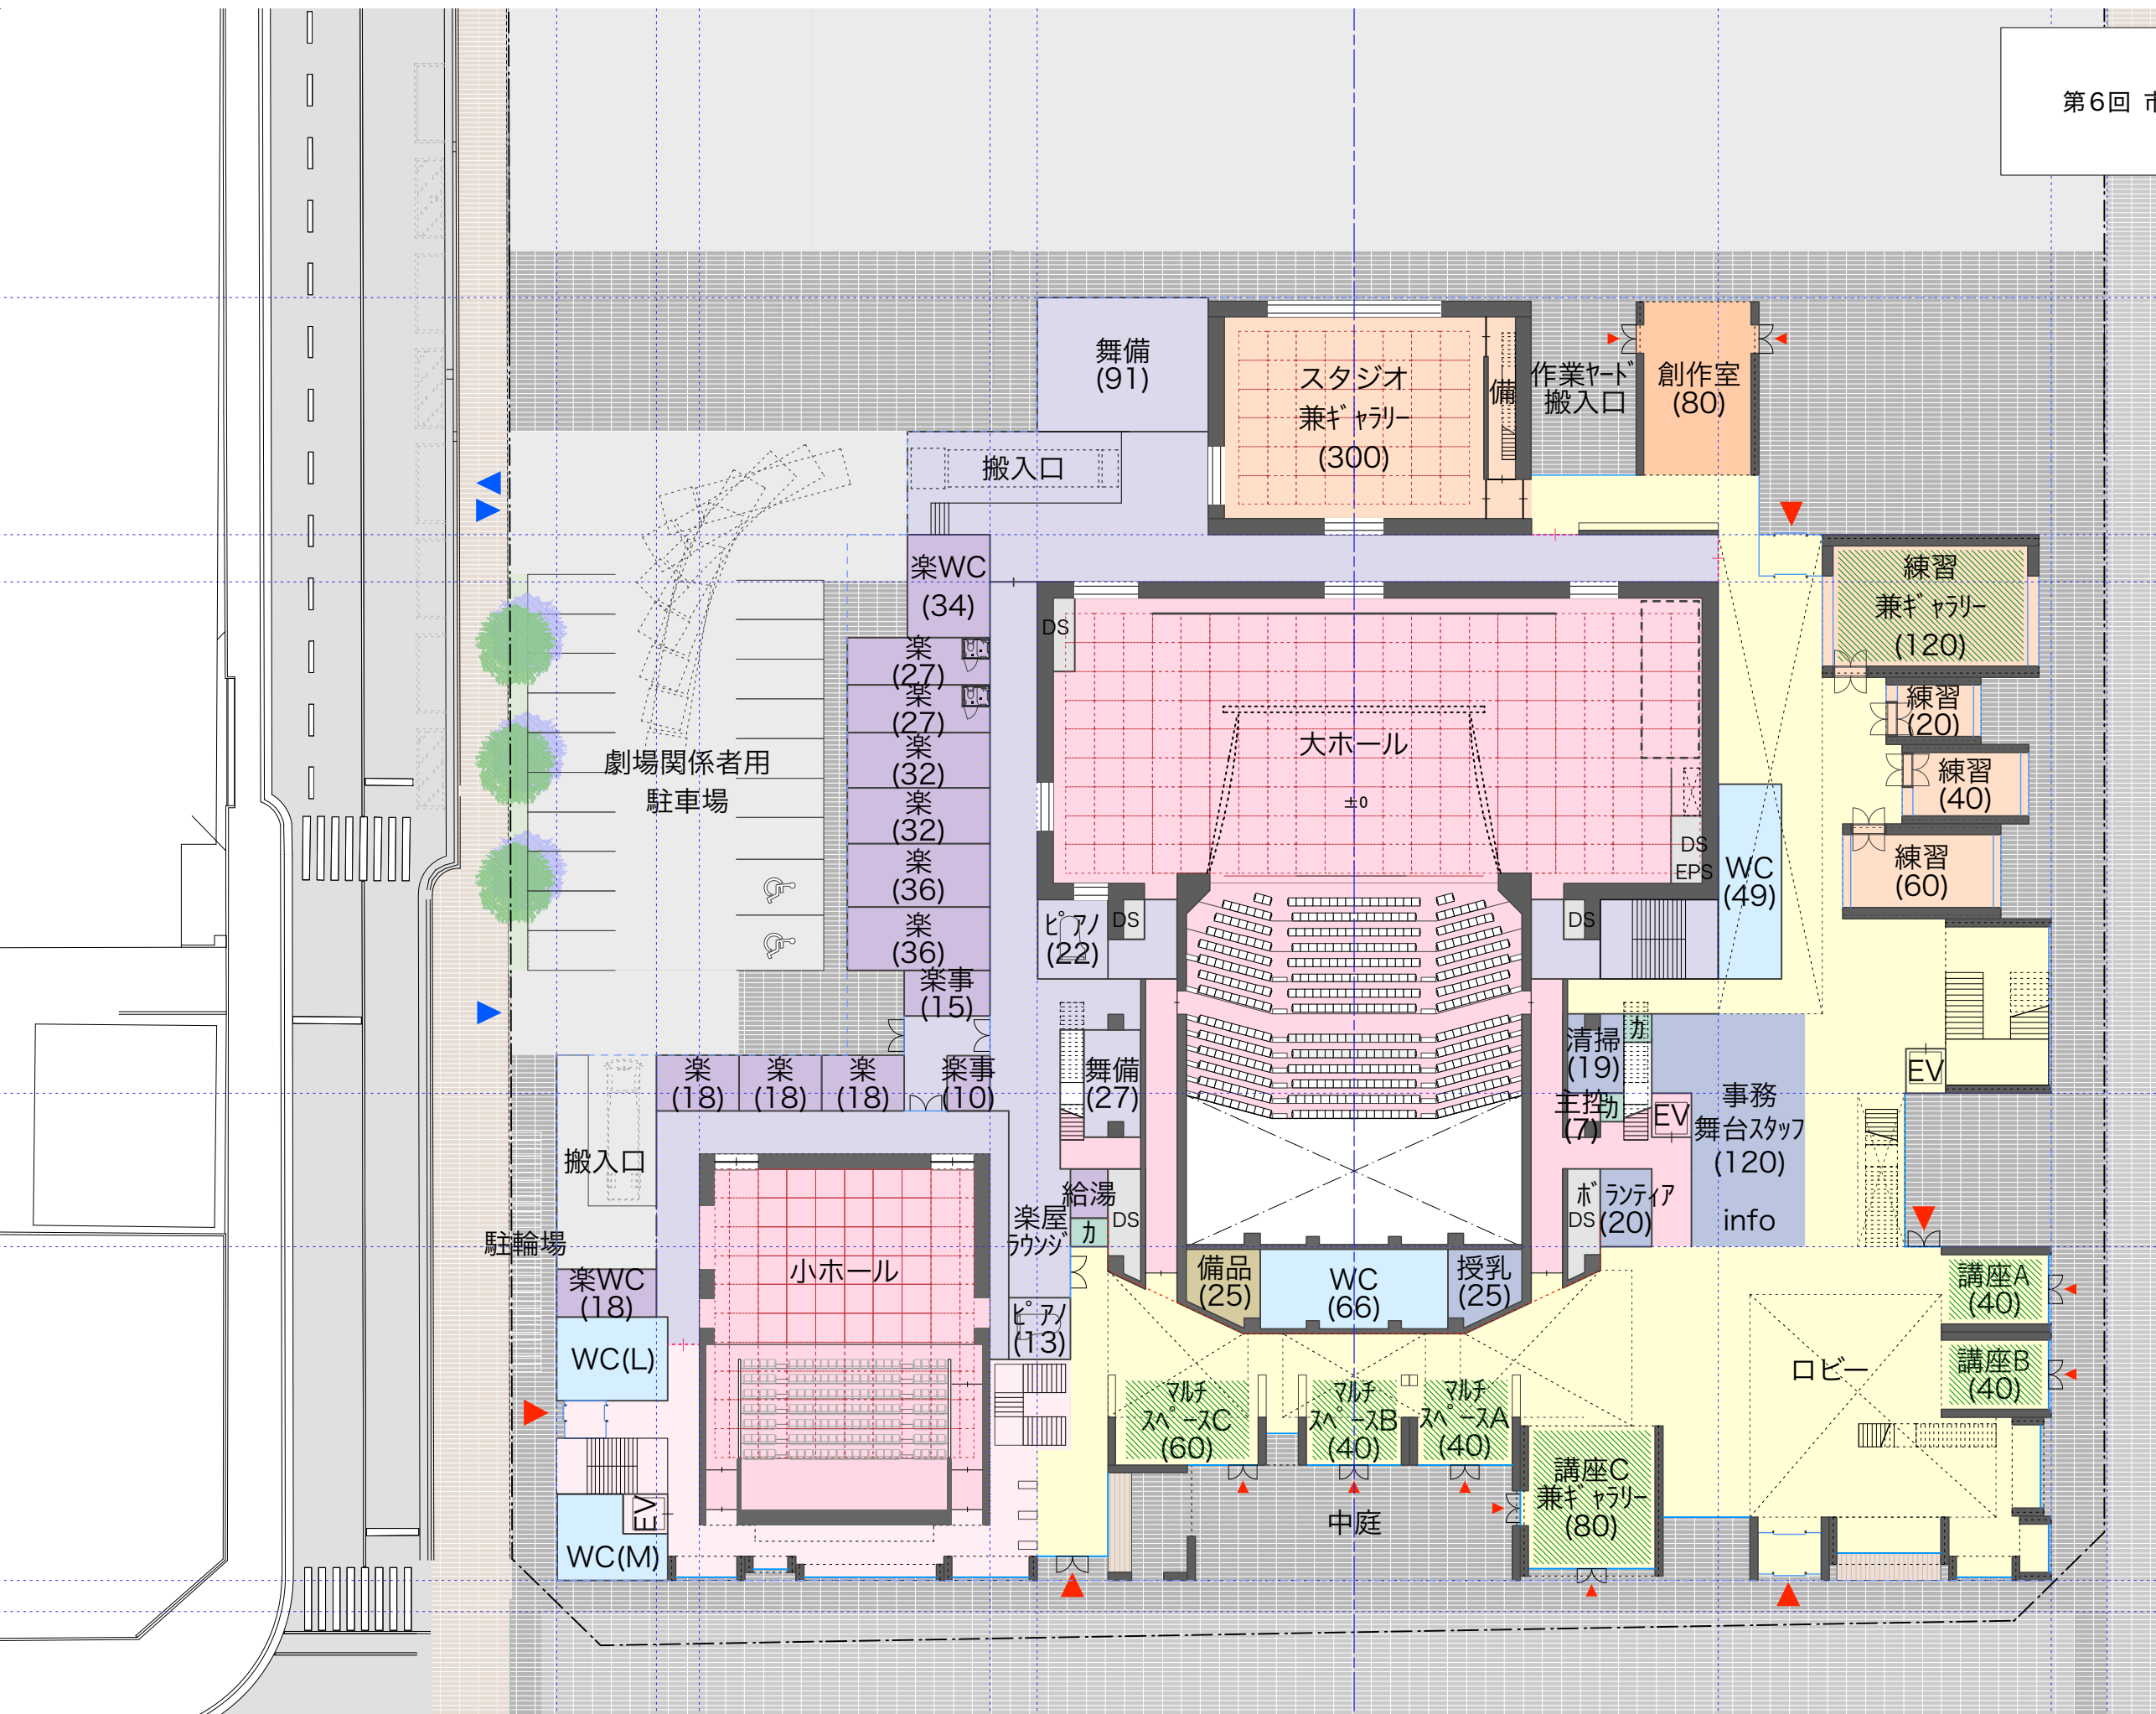 第6回 市
舞備
(91)
スタジオ
兼ギャラリー
(300)
備
作業ヤード
搬入口
創作室
(80)
搬入口
楽WC
(34)
練習
兼ギャラリー
(120)
DS
楽
(27)
楽
(27)
練習
(20)
大ホール
楽
(32)
劇場関係者用
駐車場
練習
(40)
±0
楽
(32)
DS
EPS
WC
(49)
練習
(60)
楽
(36)
ピアノ
(22)
DS
DS
楽
(36)
楽事
(15)
清掃
(19)
カ
楽
(18)
楽
(18)
楽
(18)
楽事
(10)
舞備
(27)
主控
(7)
EV
事務
舞台スタッフ
(120)
EV
搬入口
給湯
カ
DS
ボランティア
(20)
DS
info
楽屋
ラウンジ
駐輪場
小ホール
楽WC
(18)
備品
(25)
WC
(66)
授乳
(25)
講座A
(40)
ピアノ
(13)
WC(L)
講座B
(40)
ロビー
マルチ
スペースC
(60)
マルチ
スペースB
(40)
マルチ
スペースA
(40)
講座C
兼ギャラリー
(80)
中庭
EV
WC(M)